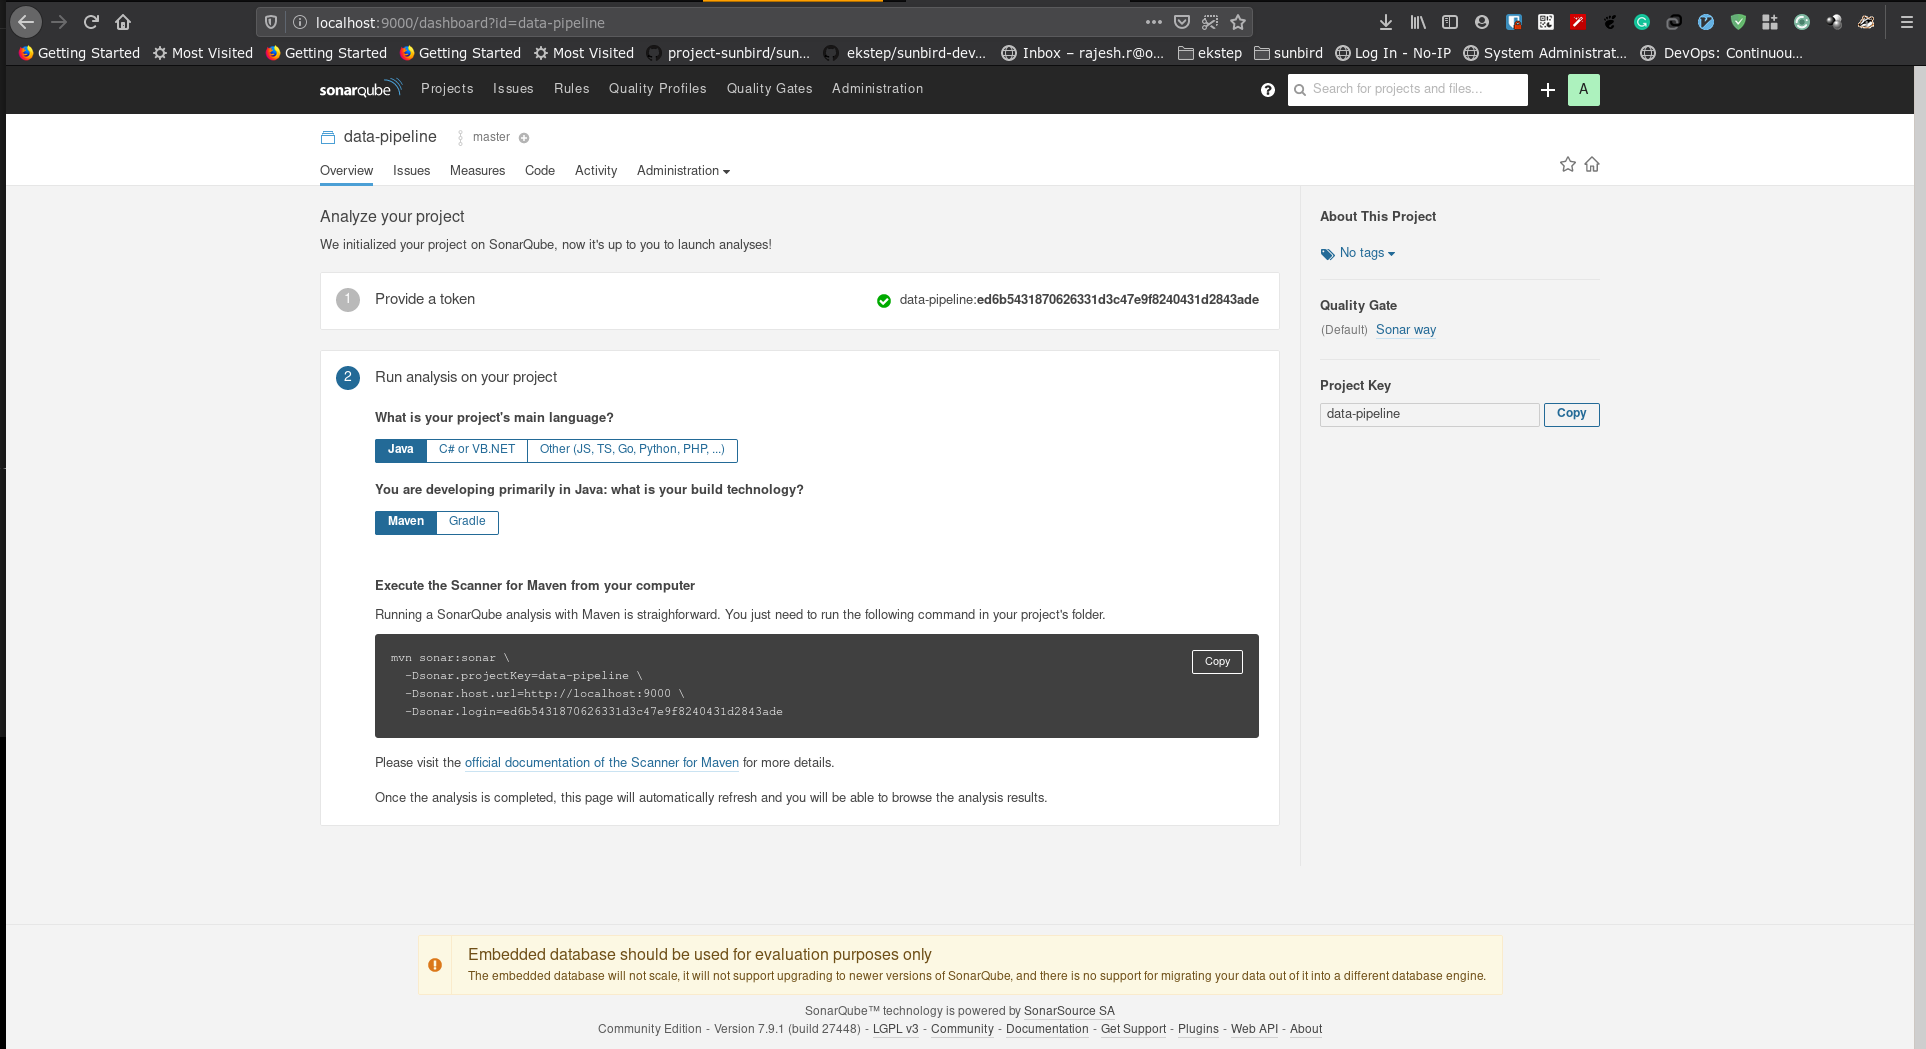 localhost:9000/dashboard?id=data-pipeline
Getting Started Most Visited Getting Started Getting Started Most Visited project-sunbird/sun... ekstep/sunbird-dev... Inbox – rajesh.r@o... ekstep sunbird Log In - No-IP System Administrat... DevOps: Continuou...
sonarqube Projects Issues Rules Quality Profiles Quality Gates Administration Search for projects and files... A
data-pipeline master
Overview Issues Measures Code Activity Administration
Analyze your project
We initialized your project on SonarQube, now it's up to you to launch analyses!
1 Provide a token data-pipeline:ed6b5431870626331d3c47e9f8240431d2843ade
2 Run analysis on your project
What is your project's main language?
Java C# or VB.NET Other (JS, TS, Go, Python, PHP, ...)
You are developing primarily in Java: what is your build technology?
Maven Gradle
Execute the Scanner for Maven from your computer
Running a SonarQube analysis with Maven is straighforward. You just need to run the following command in your project's folder.
mvn sonar:sonar \
-Dsonar.projectKey=data-pipeline \
-Dsonar.host.url=http://localhost:9000 \
-Dsonar.login=ed6b5431870626331d3c47e9f8240431d2843ade
Copy
Please visit the official documentation of the Scanner for Maven for more details.
Once the analysis is completed, this page will automatically refresh and you will be able to browse the analysis results.
About This Project
No tags
Quality Gate
(Default) Sonar way
Project Key
data-pipeline Copy
Embedded database should be used for evaluation purposes only
The embedded database will not scale, it will not support upgrading to newer versions of SonarQube, and there is no support for migrating your data out of it into a different database engine.
SonarQube™ technology is powered by SonarSource SA
Community Edition - Version 7.9.1 (build 27448) - LGPL v3 - Community - Documentation - Get Support - Plugins - Web API - About